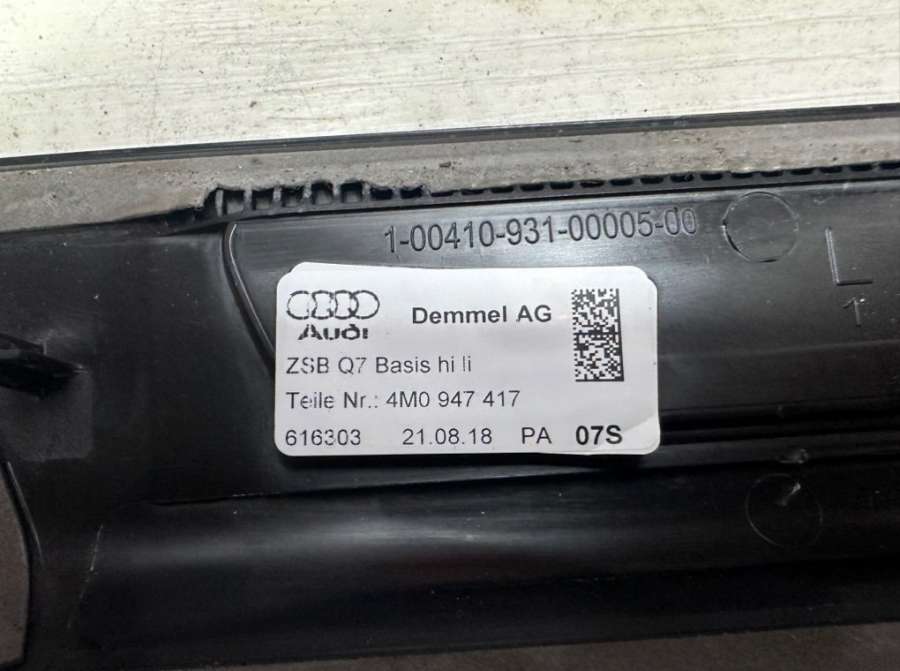 1-00410-931-00005-00
L
1
Audi
Demmel AG
ZSB Q7 Basis hi li
Teile Nr.: 4M0 947 417
616303 21.08.18 PA 07S